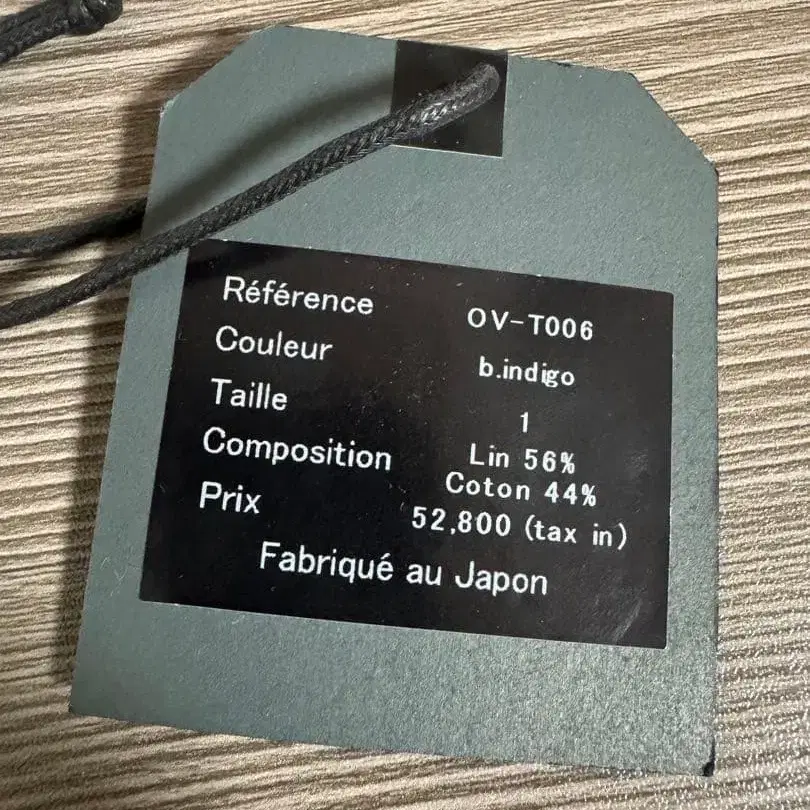 Référence OV-T006
Couleur b.indigo
Taille 1
Composition Lin 56%
Coton 44%
Prix 52,800 (tax in)
Fabriqué au Japon